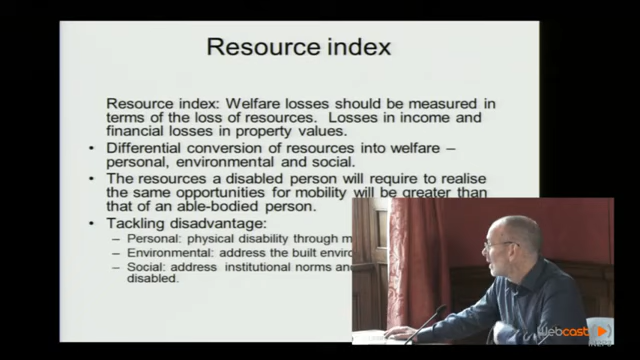 Resource index
Resource index: Welfare losses should be measured in
terms of the loss of resources. Losses in income and
financial losses in property values.
• Differential conversion of resources into welfare –
personal, environmental and social.
• The resources a disabled person will require to realise
the same opportunities for mobility will be greater than
that of an able-bodied person.
• Tackling disadvantage:
– Personal: physical disability through
– Environmental: address the built
– Social: address institutional norms
disabled.
webcast